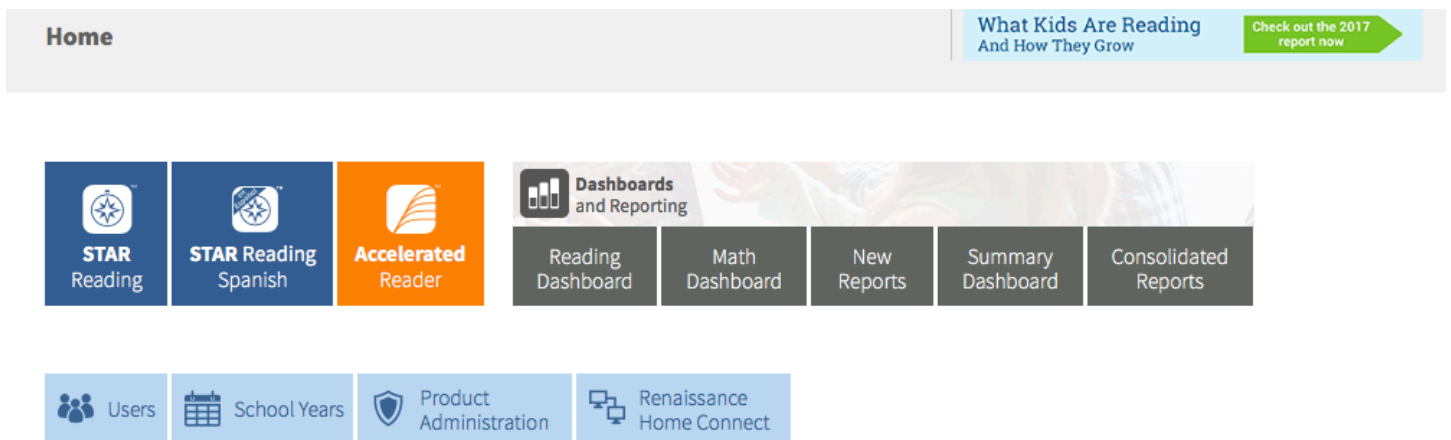 Home
What Kids Are Reading
And How They Grow
Check out the 2017
report now
STAR
Reading
en
Español
STAR Reading
Spanish
Accelerated
Reader
Dashboards
and Reporting
Reading
Dashboard
Math
Dashboard
New
Reports
Summary
Dashboard
Consolidated
Reports
Users
School Years
Product
Administration
Renaissance
Home Connect